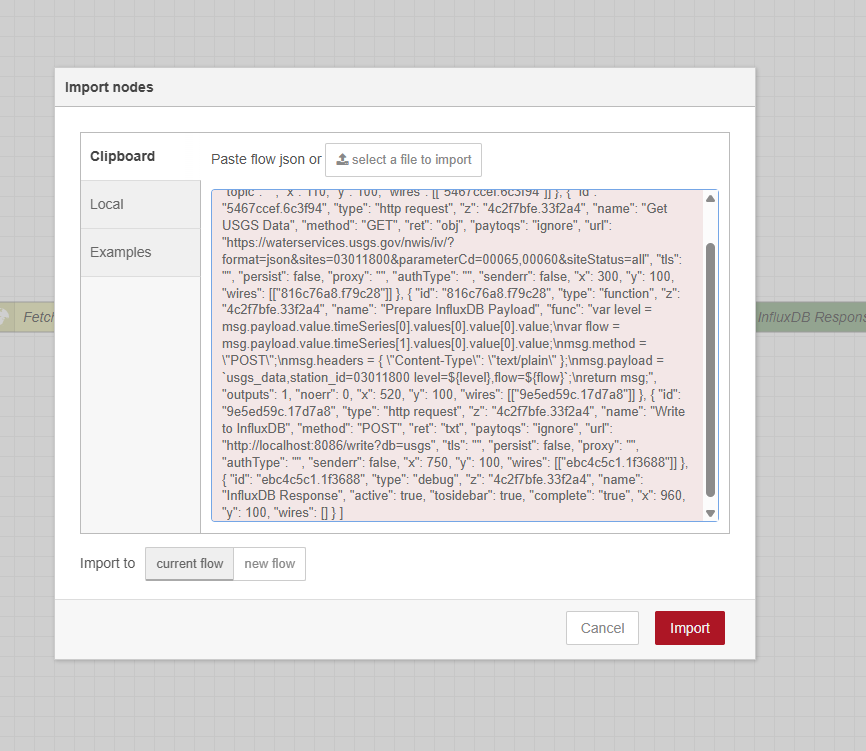 Import nodes
Clipboard
Local
Examples
Paste flow json or select a file to import
"topic": "", "x": 110, "y": 100, "wires": [["5467ccef.6c3f94"]] }, { "id":
"5467ccef.6c3f94", "type": "http request", "z": "4c2f7bfe.33f2a4", "name": "Get
USGS Data", "method": "GET", "ret": "obj", "paytoqs": "ignore", "url":
"https://waterservices.usgs.gov/nwis/iv/?
format=json&sites=03011800&parameterCd=00065,00060&siteStatus=all", "tls":
"", "persist": false, "proxy": "", "authType": "", "senderr": false, "x": 300, "y": 100,
"wires": [["816c76a8.f79c28"]] }, { "id": "816c76a8.f79c28", "type": "function", "z":
"4c2f7bfe.33f2a4", "name": "Prepare InfluxDB Payload", "func": "var level =
msg.payload.value.timeSeries[0].values[0].value[0].value;\nvar flow =
msg.payload.value.timeSeries[1].values[0].value[0].value;\nmsg.method =
\"POST\";\nmsg.headers = { \"Content-Type\": \"text/plain\" };\nmsg.payload =
`usgs_data,station_id=03011800 level=${level},flow=${flow}`;\nreturn msg;",
"outputs": 1, "noerr": 0, "x": 520, "y": 100, "wires": [["9e5ed59c.17d7a8"]] }, { "id":
"9e5ed59c.17d7a8", "type": "http request", "z": "4c2f7bfe.33f2a4", "name": "Write
to InfluxDB", "method": "POST", "ret": "txt", "paytoqs": "ignore", "url":
"http://localhost:8086/write?db=usgs", "tls": "", "persist": false, "proxy": "",
"authType": "", "senderr": false, "x": 750, "y": 100, "wires": [["ebc4c5c1.1f3688"]] },
{ "id": "ebc4c5c1.1f3688", "type": "debug", "z": "4c2f7bfe.33f2a4", "name":
"InfluxDB Response", "active": true, "tosidebar": true, "complete": "true", "x": 960,
"y": 100, "wires": [] } ]
Fetch
InfluxDB Respons
Import to current flow new flow
Cancel Import